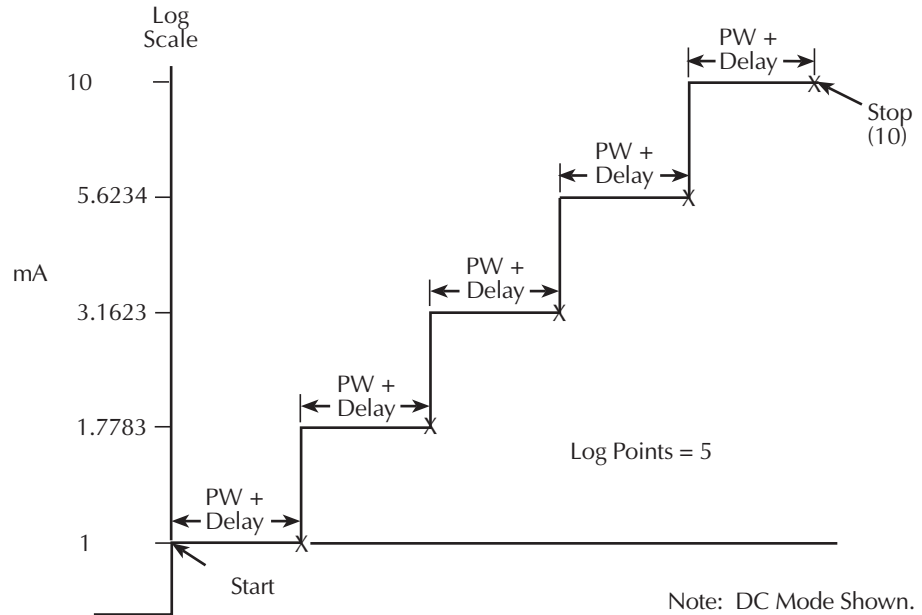 Log
Scale
PW +
Delay
10
Stop
(10)
PW +
Delay
5.6234
PW +
Delay
mA
3.1623
PW +
Delay
1.7783
Log Points = 5
PW +
Delay
1
Start
Note: DC Mode Shown.